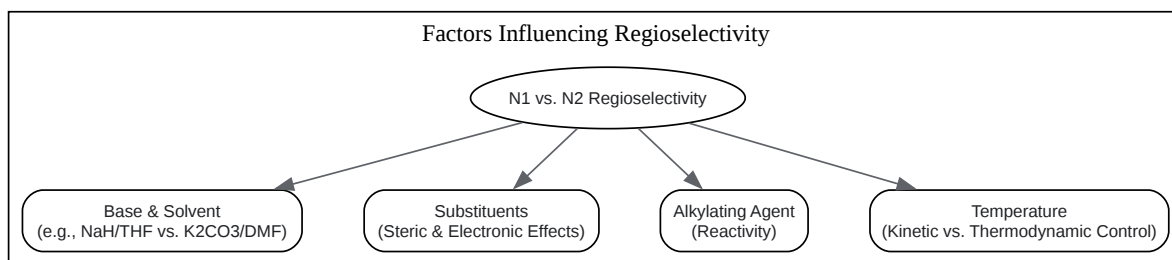 Factors Influencing Regioselectivity
N1 vs. N2 Regioselectivity
Base & Solvent
(e.g., NaH/THF vs. K2CO3/DMF)
Substituents
(Steric & Electronic Effects)
Alkylating Agent
(Reactivity)
Temperature
(Kinetic vs. Thermodynamic Control)